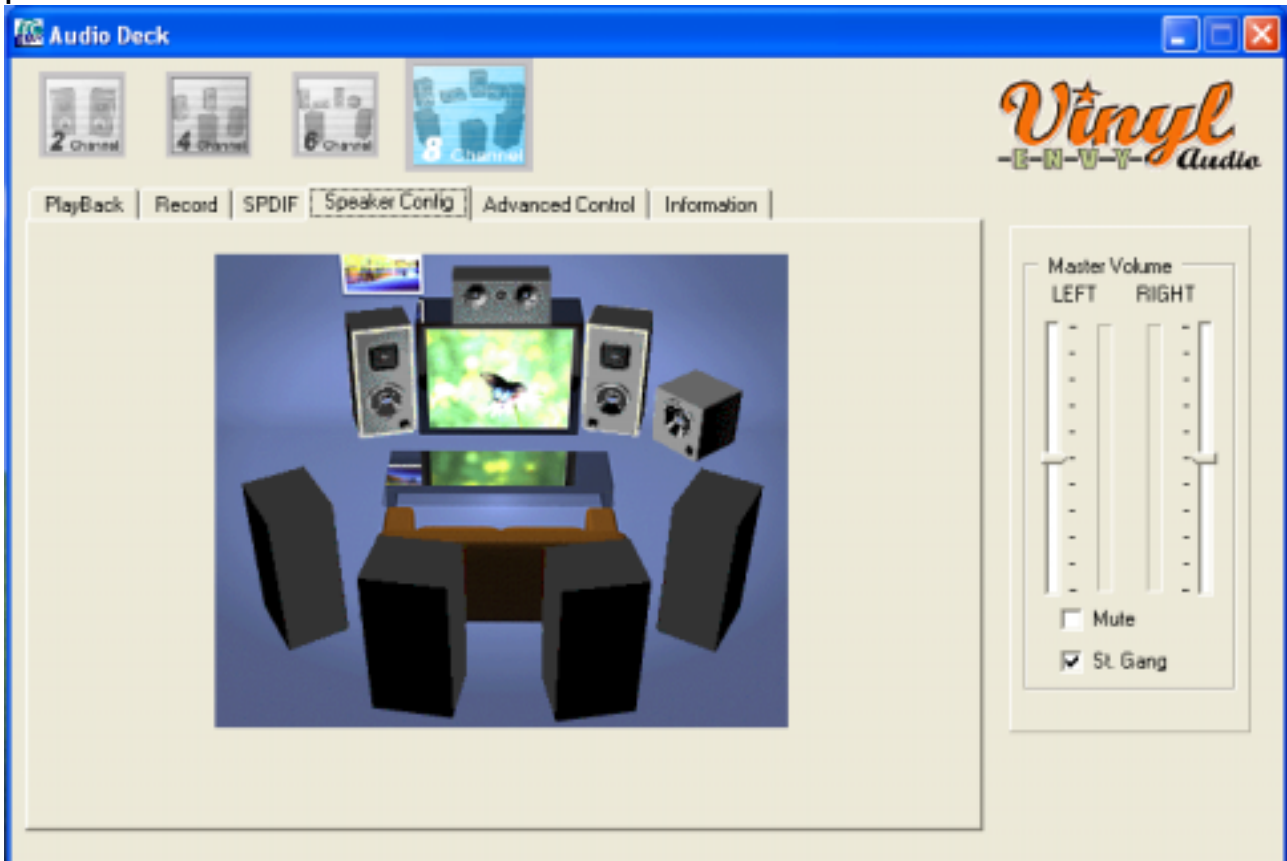 Audio Deck
2 Channel
4 Channel
6 Channel
8 Channel
Vinyl
-E-N-V-Y- Audio
PlayBack Record SPDIF Speaker Config Advanced Control Information
Master Volume
LEFT RIGHT
Mute
St. Gang